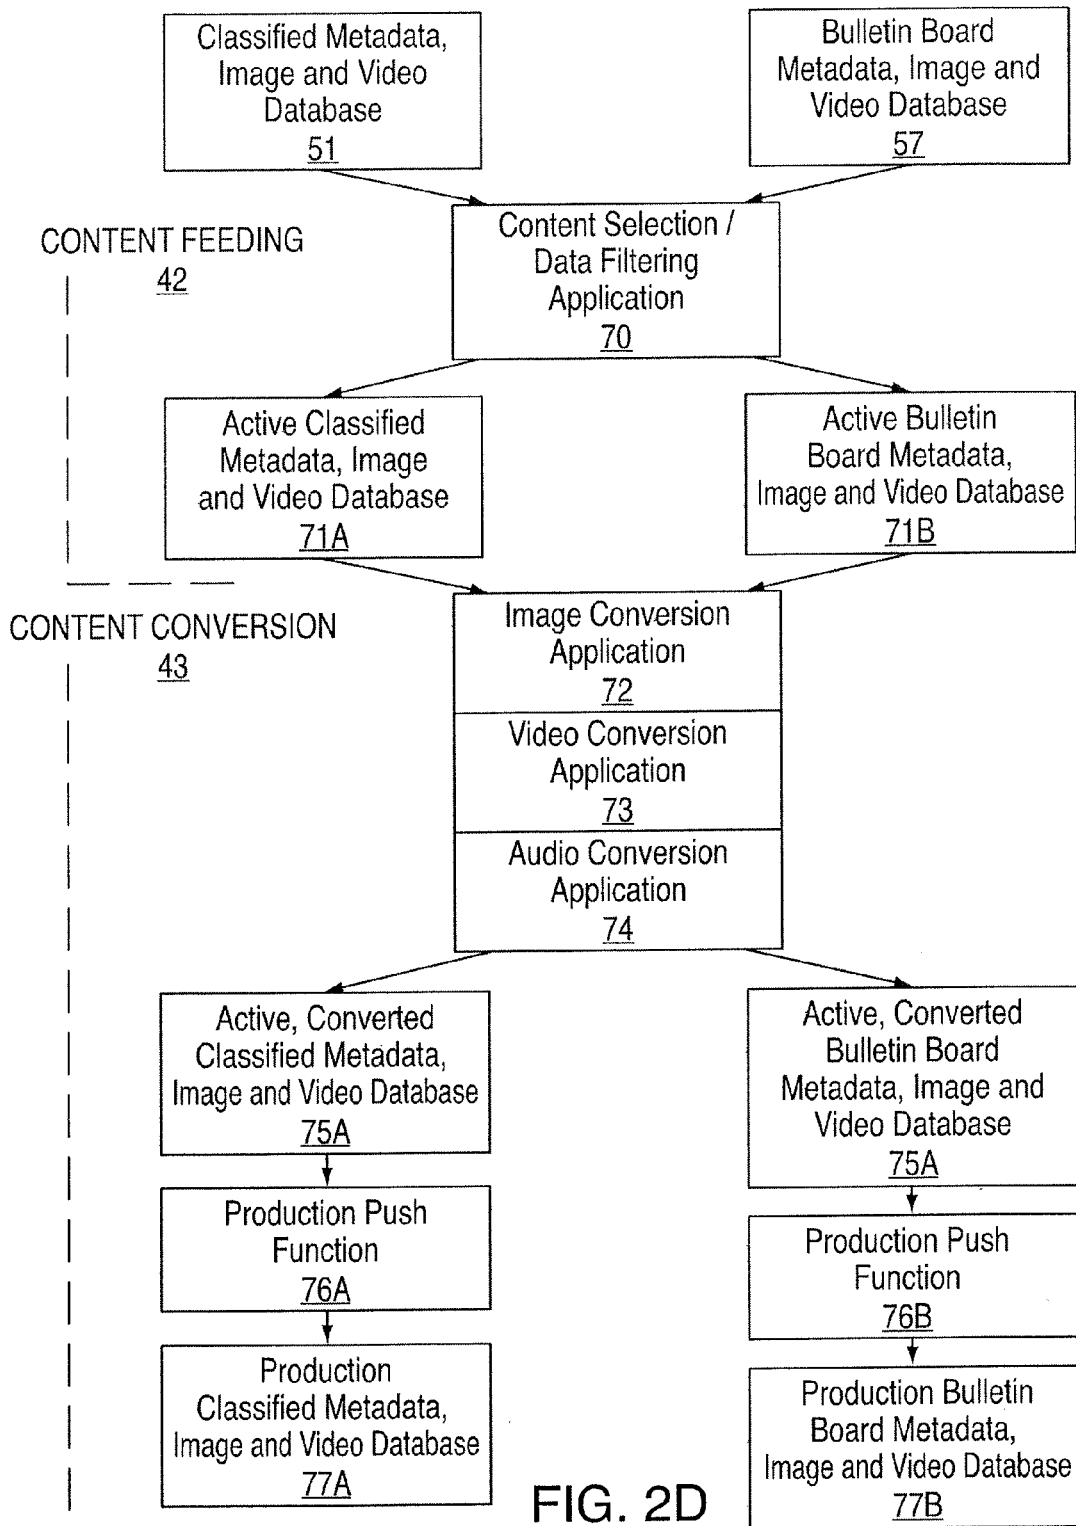 Classified Metadata,
Image and Video
Database
51
Bulletin Board
Metadata, Image and
Video Database
57
CONTENT FEEDING
42
Content Selection /
Data Filtering
Application
70
Active Classified
Metadata, Image
and Video Database
71A
Active Bulletin
Board Metadata,
Image and Video Database
71B
CONTENT CONVERSION
43
Image Conversion
Application
72
Video Conversion
Application
73
Audio Conversion
Application
74
Active, Converted
Classified Metadata,
Image and Video Database
75A
Active, Converted
Bulletin Board
Metadata, Image and
Video Database
75A
Production Push
Function
76A
Production Push
Function
76B
Production
Classified Metadata,
Image and Video Database
77A
Production Bulletin
Board Metadata,
Image and Video Database
77B
FIG. 2D